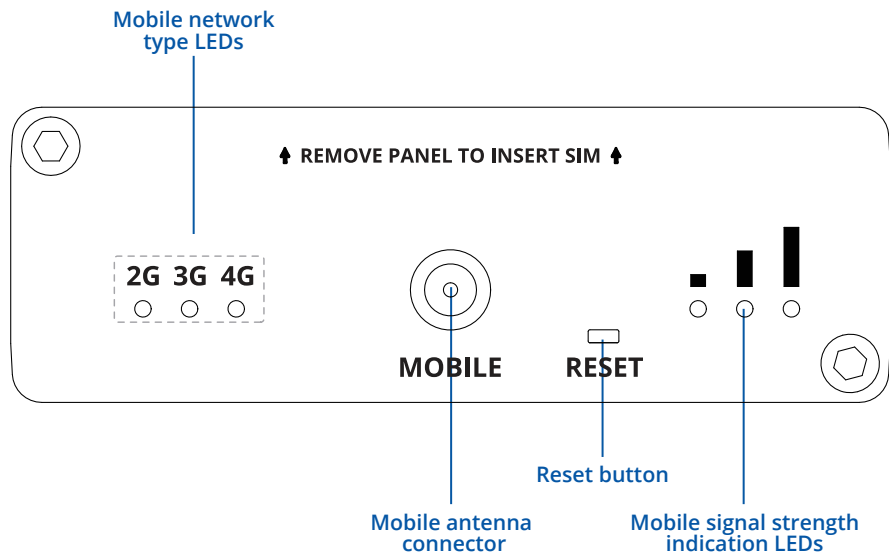 Mobile network
type LEDs
REMOVE PANEL TO INSERT SIM
2G 3G 4G
MOBILE
RESET
Reset button
Mobile antenna
connector
Mobile signal strength
indication LEDs